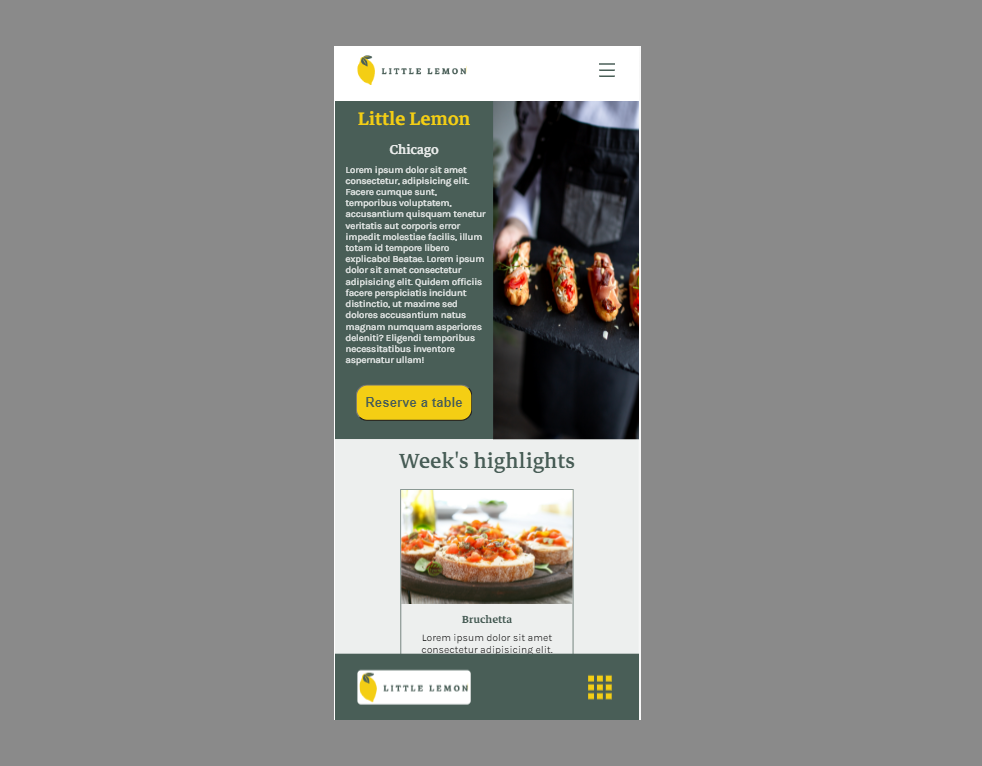 LITTLE LEMON
Little Lemon
Chicago
Lorem ipsum dolor sit amet
consectetur, adipisicing elit.
Facere cumque sunt,
temporibus voluptatem,
accusantium quisquam tenetur
veritatis aut corporis error
impedit molestiae facilis, illum
totam id tempore libero
explicabo! Beatae. Lorem ipsum
dolor sit amet consectetur
adipisicing elit. Quidem officiis
facere perspiciatis incidunt
distinctio, ut maxime sed
dolores accusantium natus
magnam numquam asperiores
deleniti? Eligendi temporibus
necessitatibus inventore
aspernatur ullam!
Reserve a table
Week's highlights
Bruchetta
Lorem ipsum dolor sit amet
consectetur adipisicing elit.
LITTLE LEMON